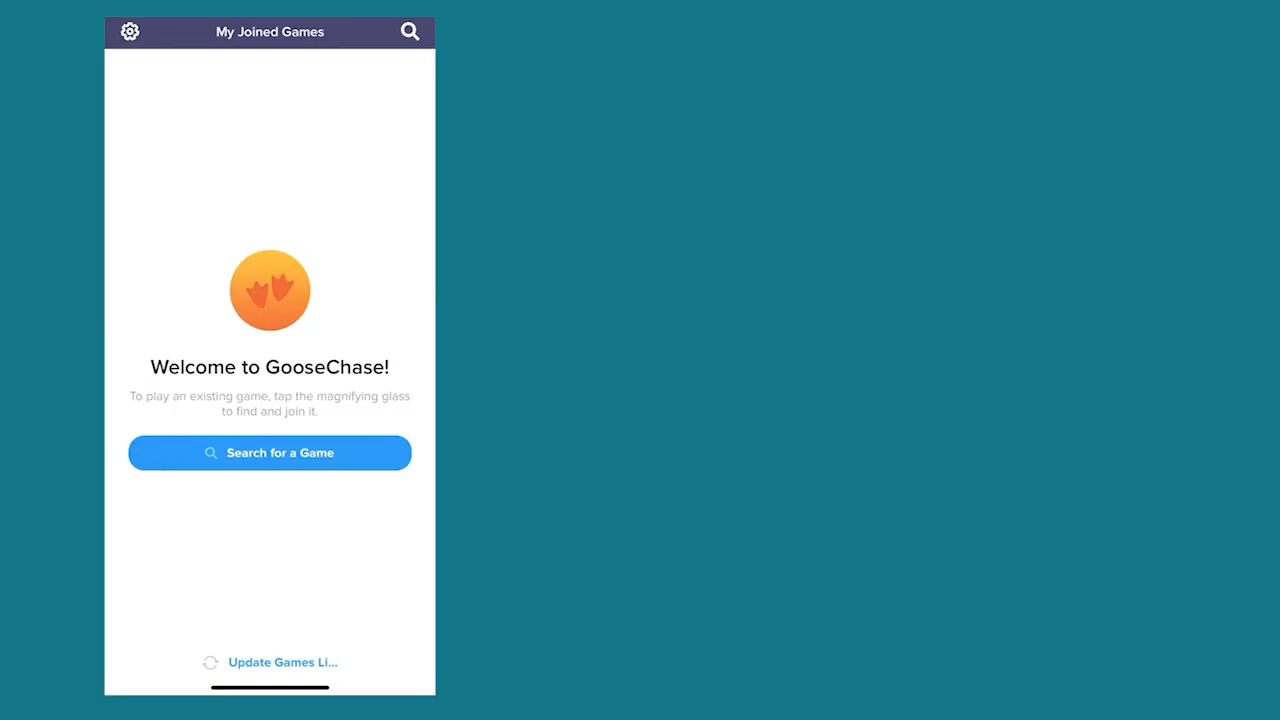 My Joined Games
Welcome to GooseChase!
To play an existing game, tap the magnifying glass
to find and join it.
Search for a Game
Update Games Li...